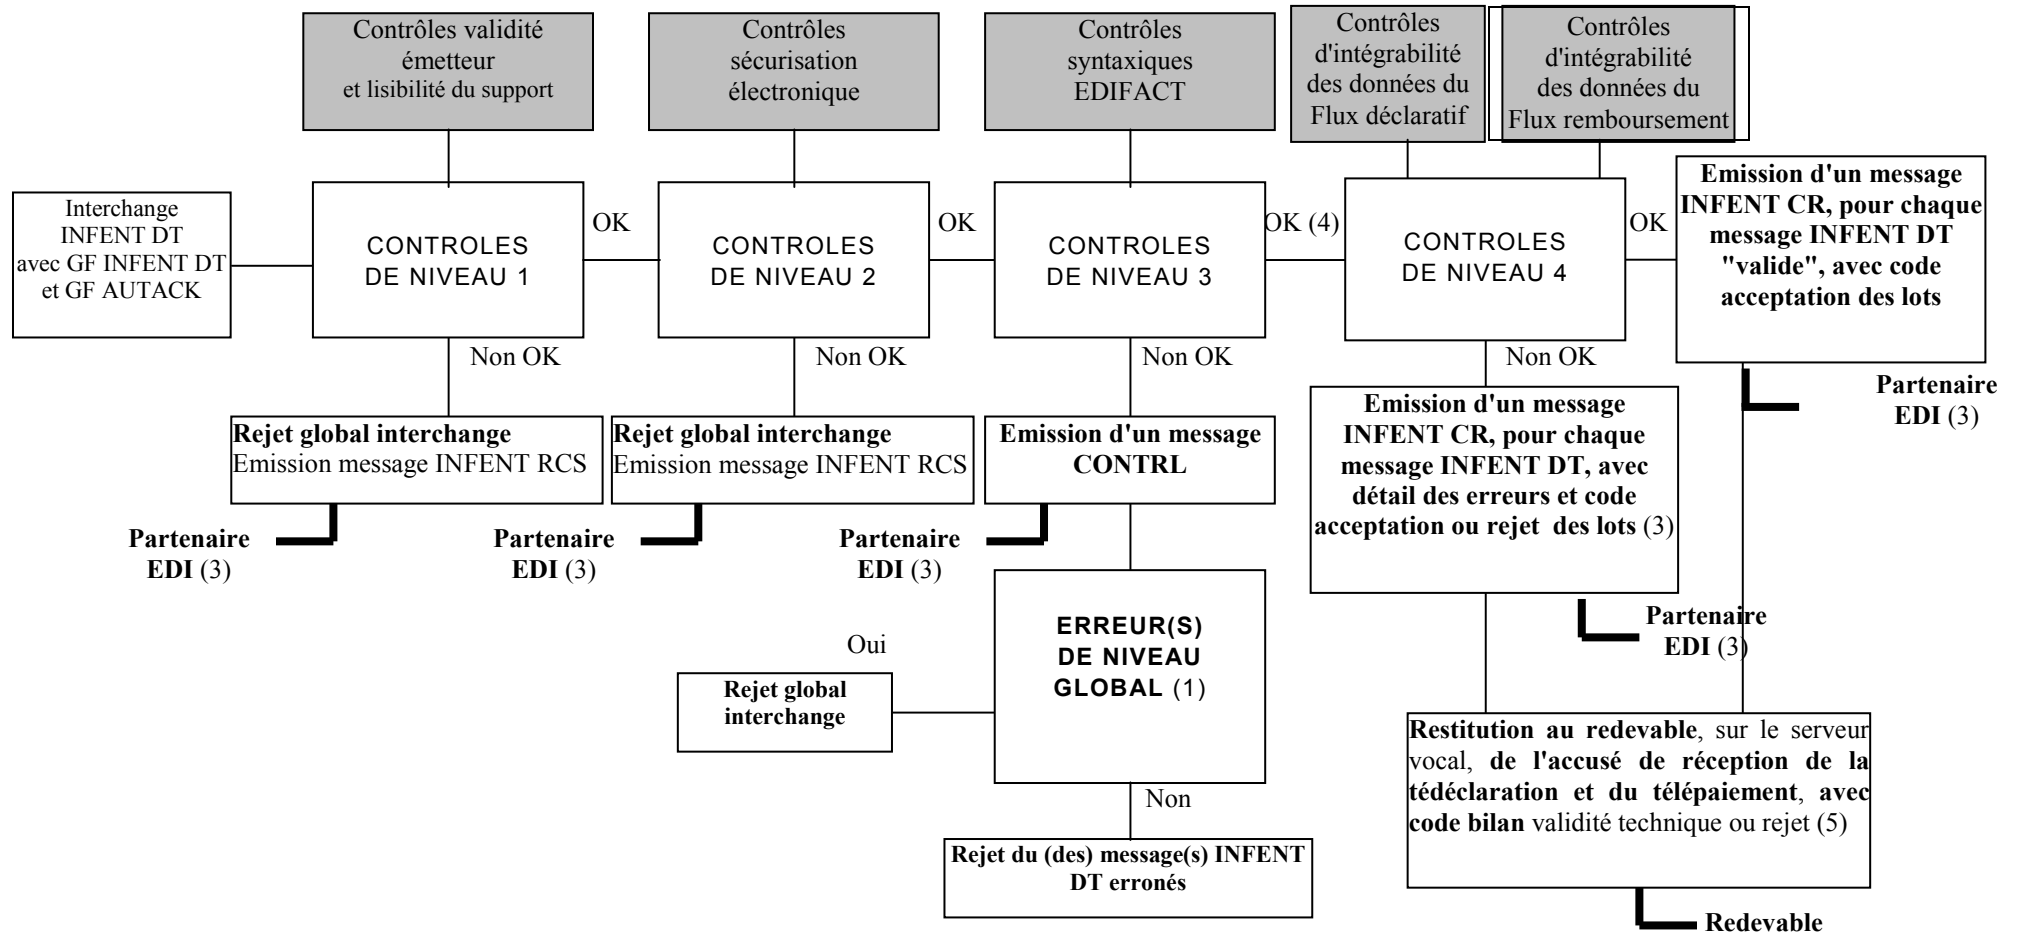 Contrôles validité
émetteur
et lisibilité du support
Contrôles
sécurisation
électronique
Contrôles
syntaxiques
EDIFACT
Contrôles
d'intégrabilité
des données du
Flux déclaratif
Contrôles
d'intégrabilité
des données du
Flux remboursement
Interchange
INFENT DT
avec GF INFENT DT
et GF AUTACK
CONTROLES
DE NIVEAU 1
OK
CONTROLES
DE NIVEAU 2
OK
CONTROLES
DE NIVEAU 3
OK (4)
CONTROLES
DE NIVEAU 4
OK
Emission d'un message
INFENT CR, pour chaque
message INFENT DT
"valide", avec code
acceptation des lots
Non OK
Non OK
Non OK
Non OK
Partenaire
EDI (3)
Rejet global interchange
Emission message INFENT RCS
Rejet global interchange
Emission message INFENT RCS
Emission d'un message
CONTRL
Emission d'un message
INFENT CR, pour chaque
message INFENT DT, avec
détail des erreurs et code
acceptation ou rejet  des lots (3)
Partenaire
EDI (3)
Partenaire
EDI (3)
Partenaire
EDI (3)
Partenaire
EDI (3)
ERREUR(S)
DE NIVEAU
GLOBAL (1)
Oui
Rejet global
interchange
Non
Rejet du (des) message(s) INFENT
DT erronés
Restitution au redevable, sur le serveur
vocal, de l'accusé de réception de la
tédéclaration et du télépaiement, avec
code bilan validité technique ou rejet (5)
Redevable